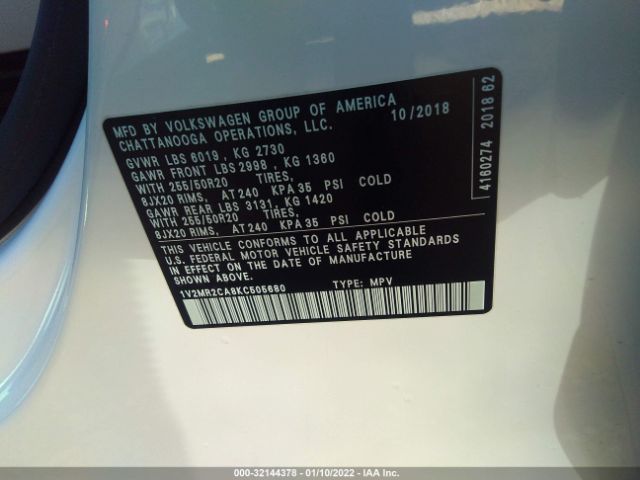 MFD BY VOLKSWAGEN GROUP OF AMERICA 10/2018
CHATTANOOGA OPERATIONS, LLC.
GVWR LBS 6019 , KG 2730
GAWR FRONT LBS 2998 , KG 1360
WITH 255/50R20 TIRES,
8JX20 RIMS, AT 240 KPA 35 PSI COLD
GAWR REAR LBS 3131, KG 1420
WITH 255/50R20 TIRES,
8JX20 RIMS, AT 240 KPA 35 PSI COLD
THIS VEHICLE CONFORMS TO ALL APPLICABLE
U.S. FEDERAL MOTOR VEHICLE SAFETY STANDARDS
IN EFFECT ON THE DATE OF MANUFACTURE
SHOWN ABOVE.
1V2MR2CA8KC505680 TYPE: MPV
4160274 2018 62
000-32144378 - 01/10/2022 - IAA Inc.